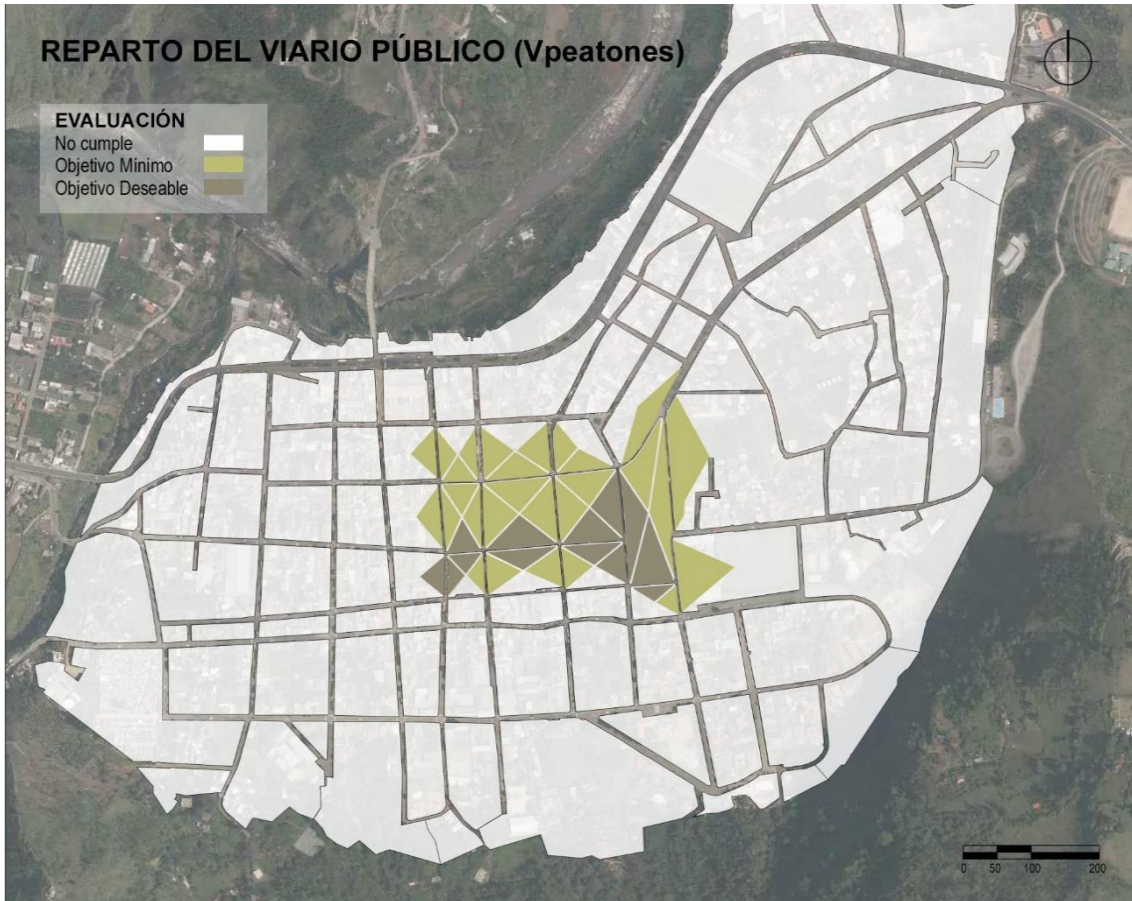 REPARTO DEL VIARIO PÚBLICO (Vpeatones)
EVALUACIÓN
No cumple
Objetivo Mínimo
Objetivo Deseable
0 50 100 200